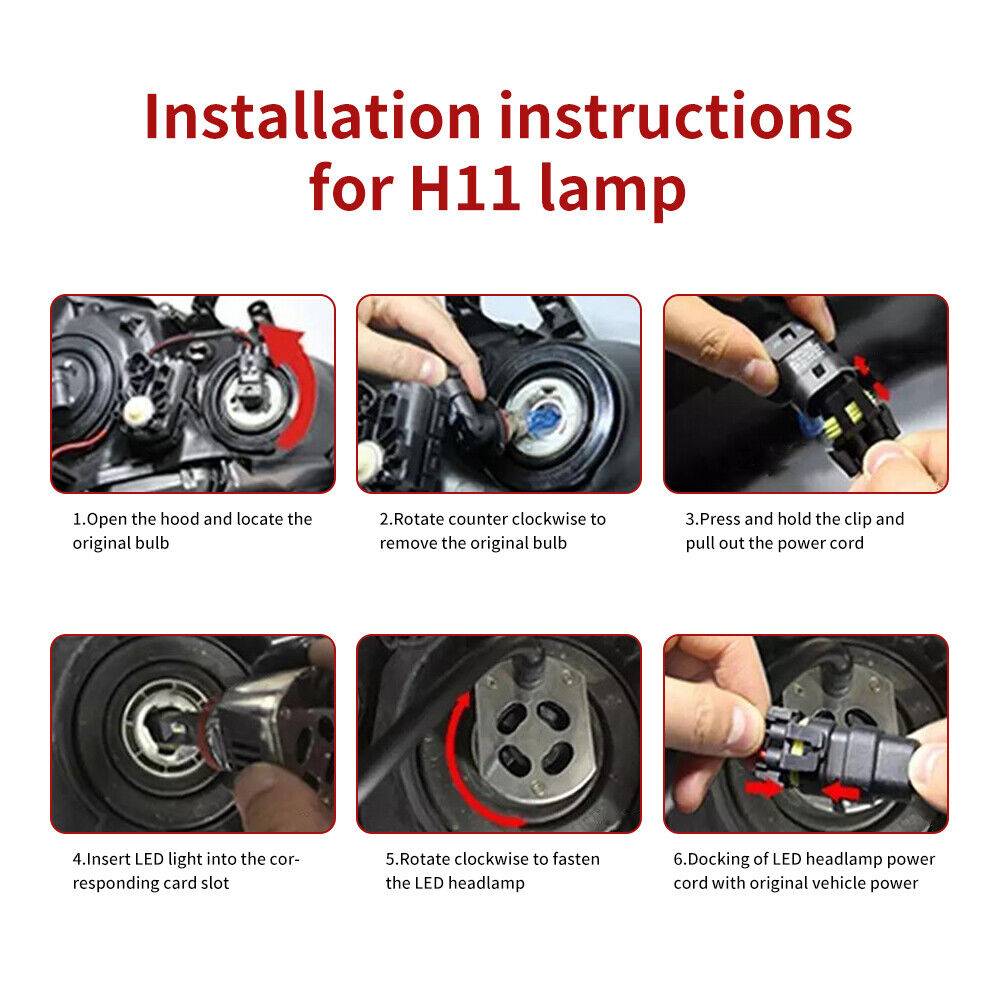 Installation instructions
for H11 lamp
1.Open the hood and locate the
original bulb
2.Rotate counter clockwise to
remove the original bulb
3.Press and hold the clip and
pull out the power cord
4.Insert LED light into the cor-
responding card slot
5.Rotate clockwise to fasten
the LED headlamp
6.Docking of LED headlamp power
cord with original vehicle power